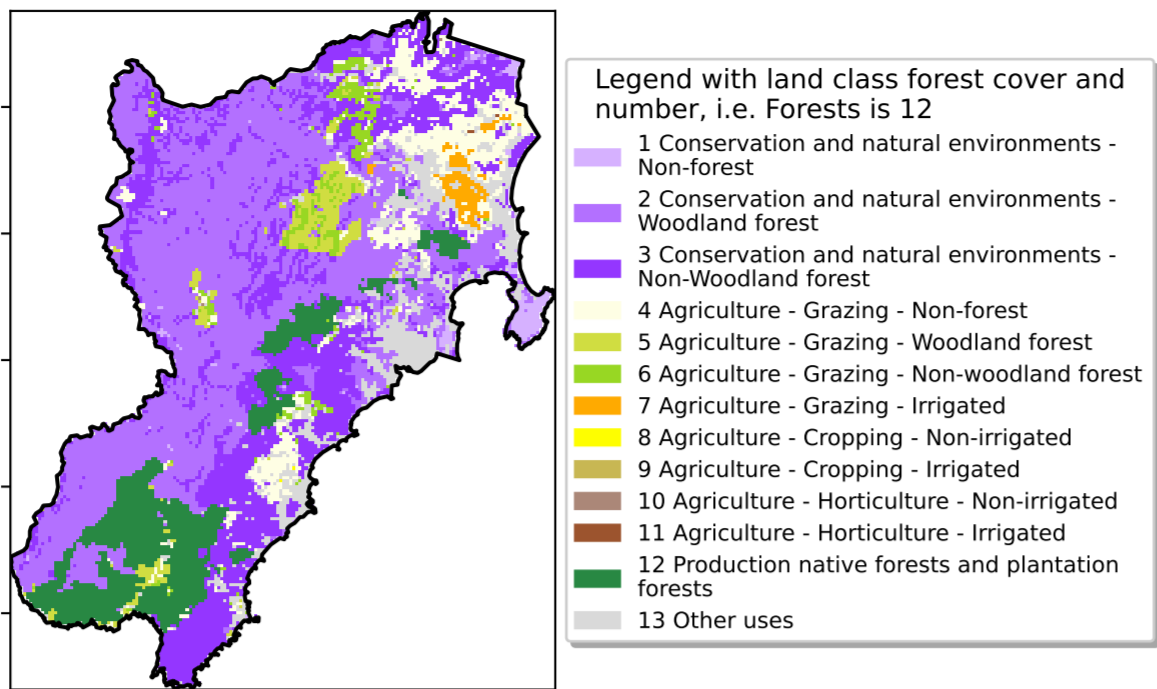 Legend with land class forest cover and
number, i.e. Forests is 12
1 Conservation and natural environments -
Non-forest
2 Conservation and natural environments -
Woodland forest
3 Conservation and natural environments -
Non-Woodland forest
4 Agriculture - Grazing - Non-forest
5 Agriculture - Grazing - Woodland forest
6 Agriculture - Grazing - Non-woodland forest
7 Agriculture - Grazing - Irrigated
8 Agriculture - Cropping - Non-irrigated
9 Agriculture - Cropping - Irrigated
10 Agriculture - Horticulture - Non-irrigated
11 Agriculture - Horticulture - Irrigated
12 Production native forests and plantation
forests
13 Other uses